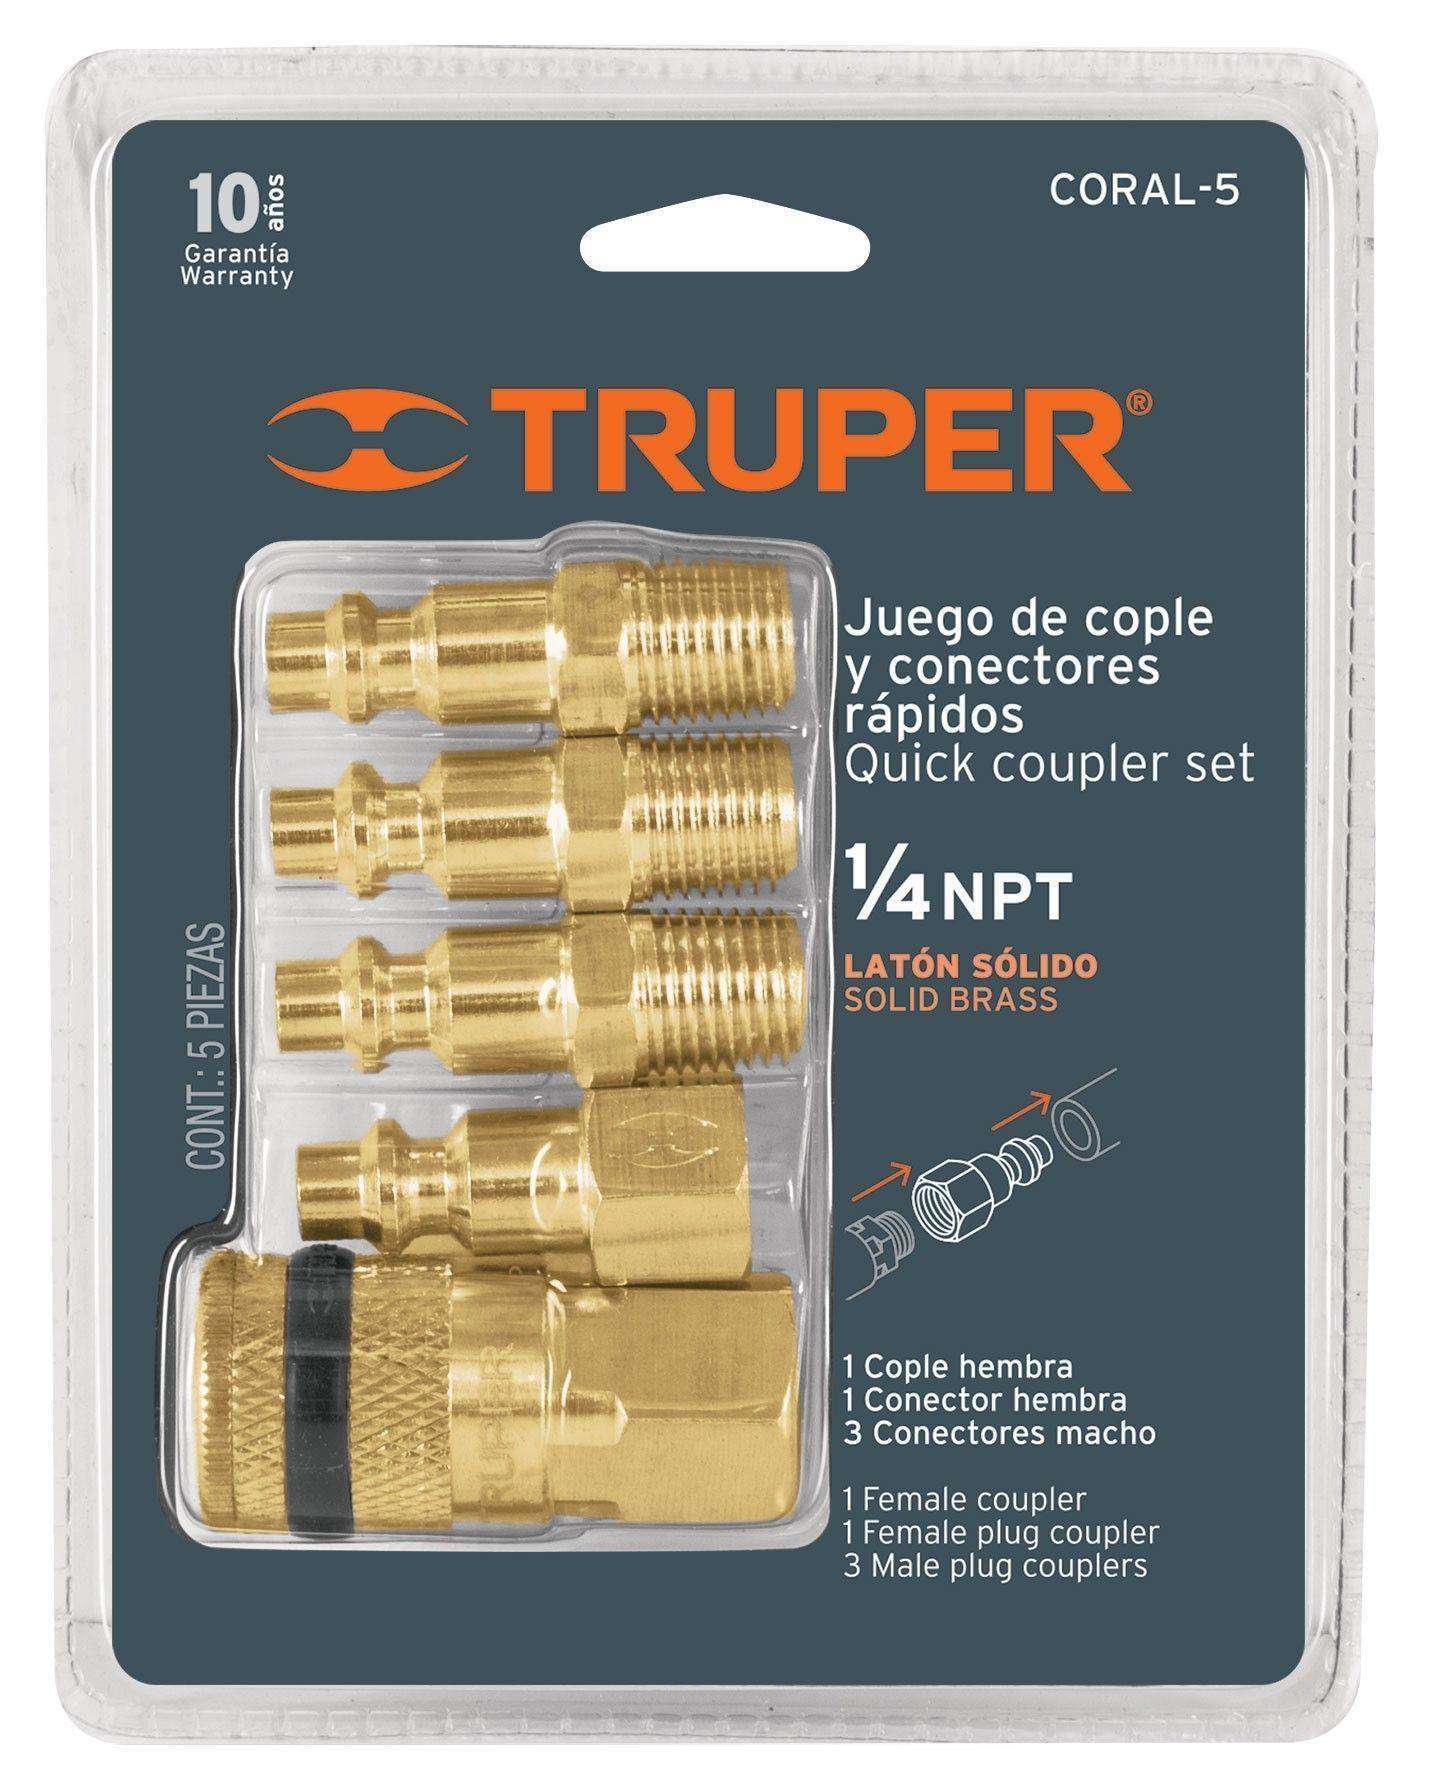 10 años
Garantía
Warranty
CORAL-5
TRUPER®
Juego de cople
y conectores
rápidos
Quick coupler set
1/4 NPT
LATÓN SÓLIDO
SOLID BRASS
CONT.: 5 PIEZAS
TRUPER
1 Cople hembra
1 Conector hembra
3 Conectores macho
1 Female coupler
1 Female plug coupler
3 Male plug couplers